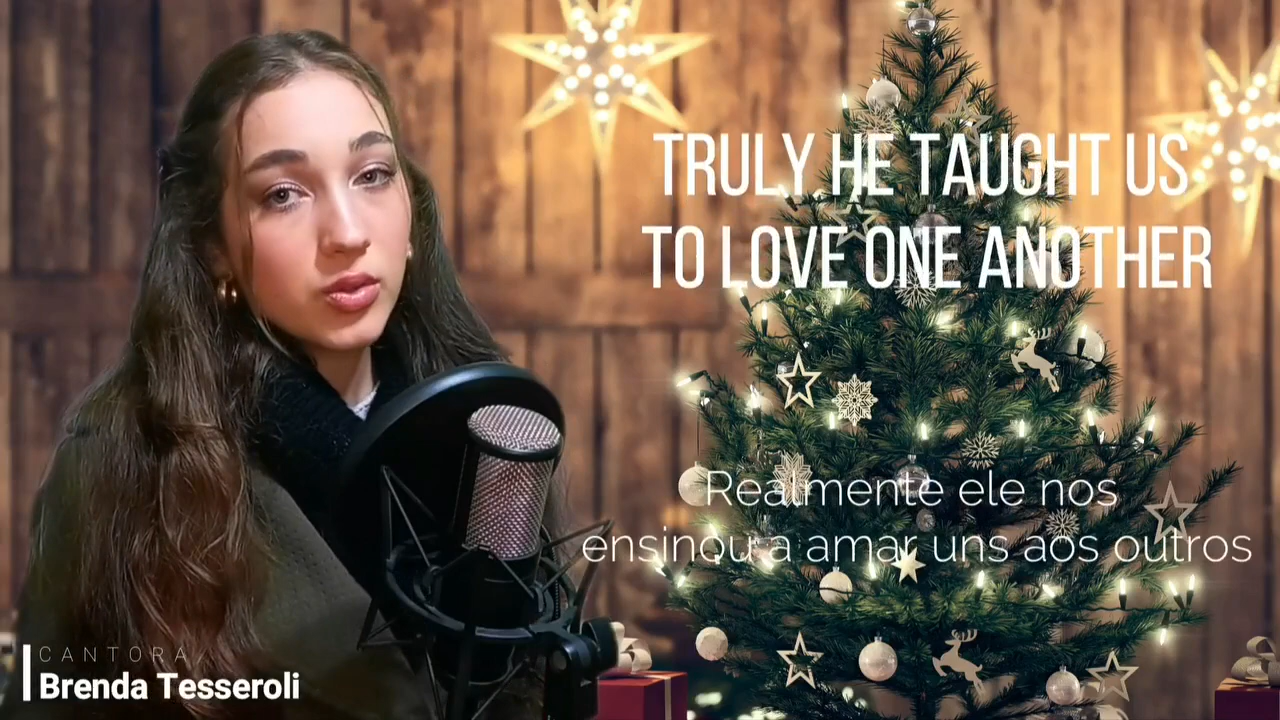 TRULY HE TAUGHT US
TO LOVE ONE ANOTHER
Realmente ele nos
ensinou a amar uns aos outros
CANTORA
Brenda Tesseroli